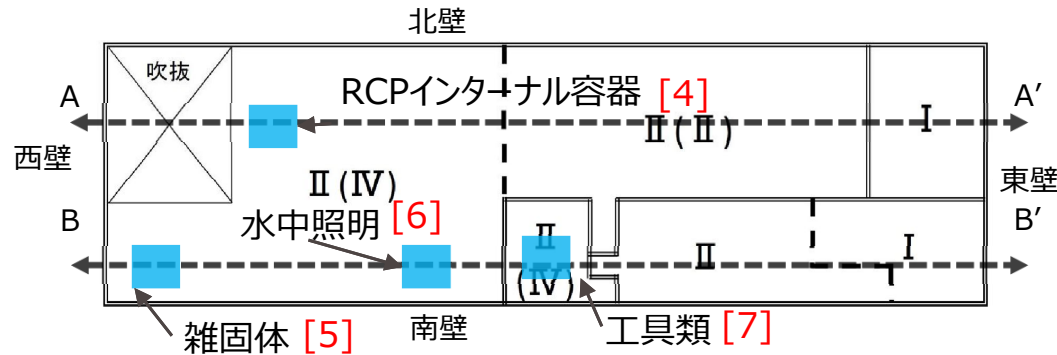 北壁
吹抜
RCPインターナル容器 [4]
A
A′
Ⅱ(Ⅱ)
Ⅰ
西壁
東壁
Ⅱ(Ⅳ)
B
水中照明 [6]
B′
Ⅱ
(Ⅳ)
Ⅱ
Ⅰ
雑固体 [5]
南壁
工具類 [7]